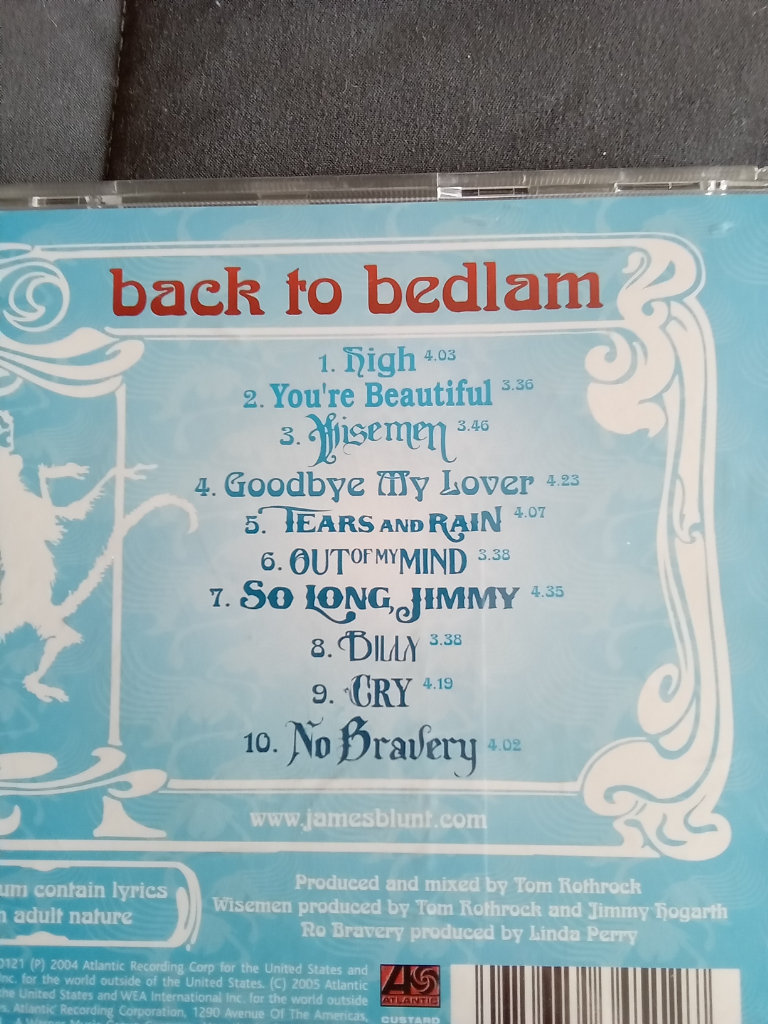 back to bedlam
1. High 4.03
2. You're Beautiful 3.36
3. Wisemen 3.46
4. Goodbye My Lover 4.23
5. TEARS AND RAIN 4.07
6. OUT OF MY MIND 3.38
7. SO LONG, JIMMY 4.35
8. BILLY 3.38
9. CRY 4.19
10. No Bravery 4.02
www.jamesblunt.com
um contain lyrics
adult nature
Produced and mixed by Tom Rothrock
Wisemen produced by Tom Rothrock and Jimmy Hogarth
No Bravery produced by Linda Perry
0121 (P) 2004 Atlantic Recording Corp for the United States and
Inc. for the world outside of the United States. (C) 2005 Atlantic
the United States and WEA International Inc. for the world outside
Atlantic Recording Corporation, 1290 Avenue Of The Americas,
ATLANTIC
CUSTARD